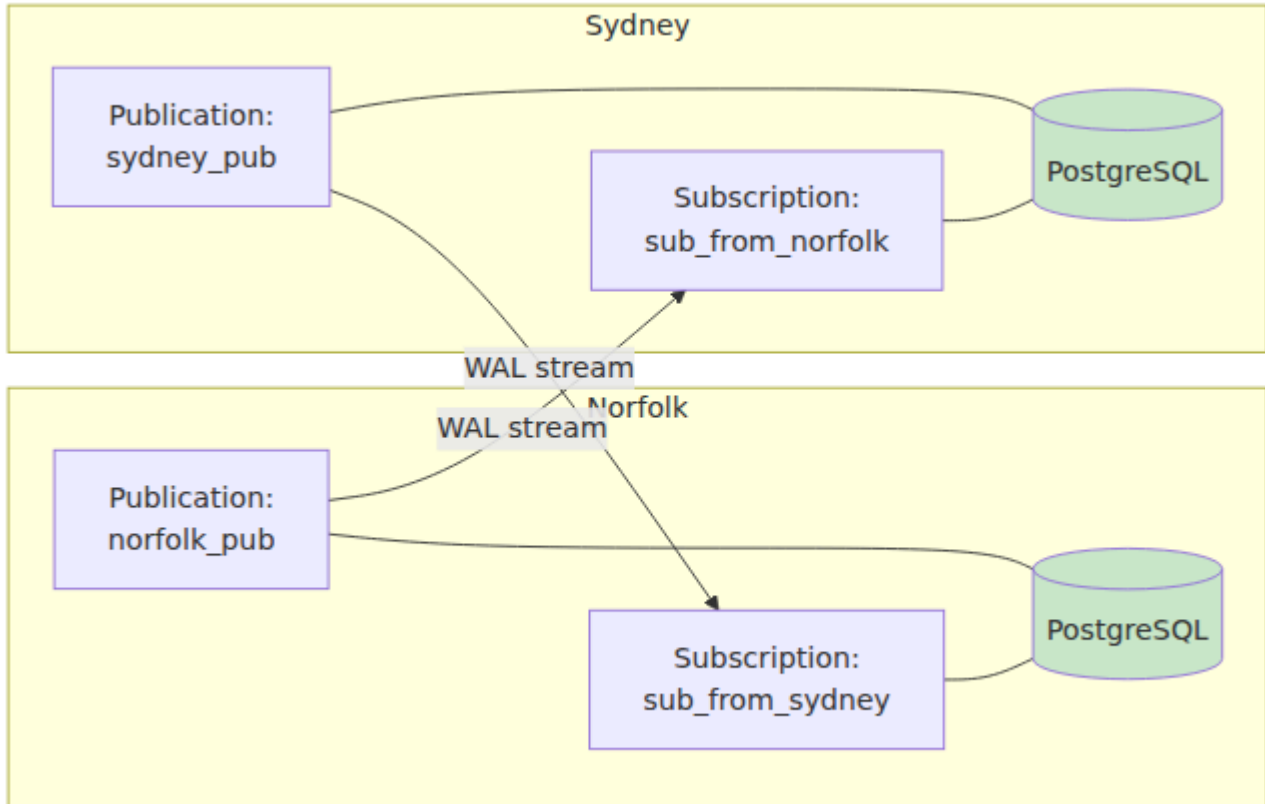 Sydney
Publication:
sydney_pub
PostgreSQL
Subscription:
sub_from_norfolk
WAL stream
Norfolk
WAL stream
Publication:
norfolk_pub
PostgreSQL
Subscription:
sub_from_sydney